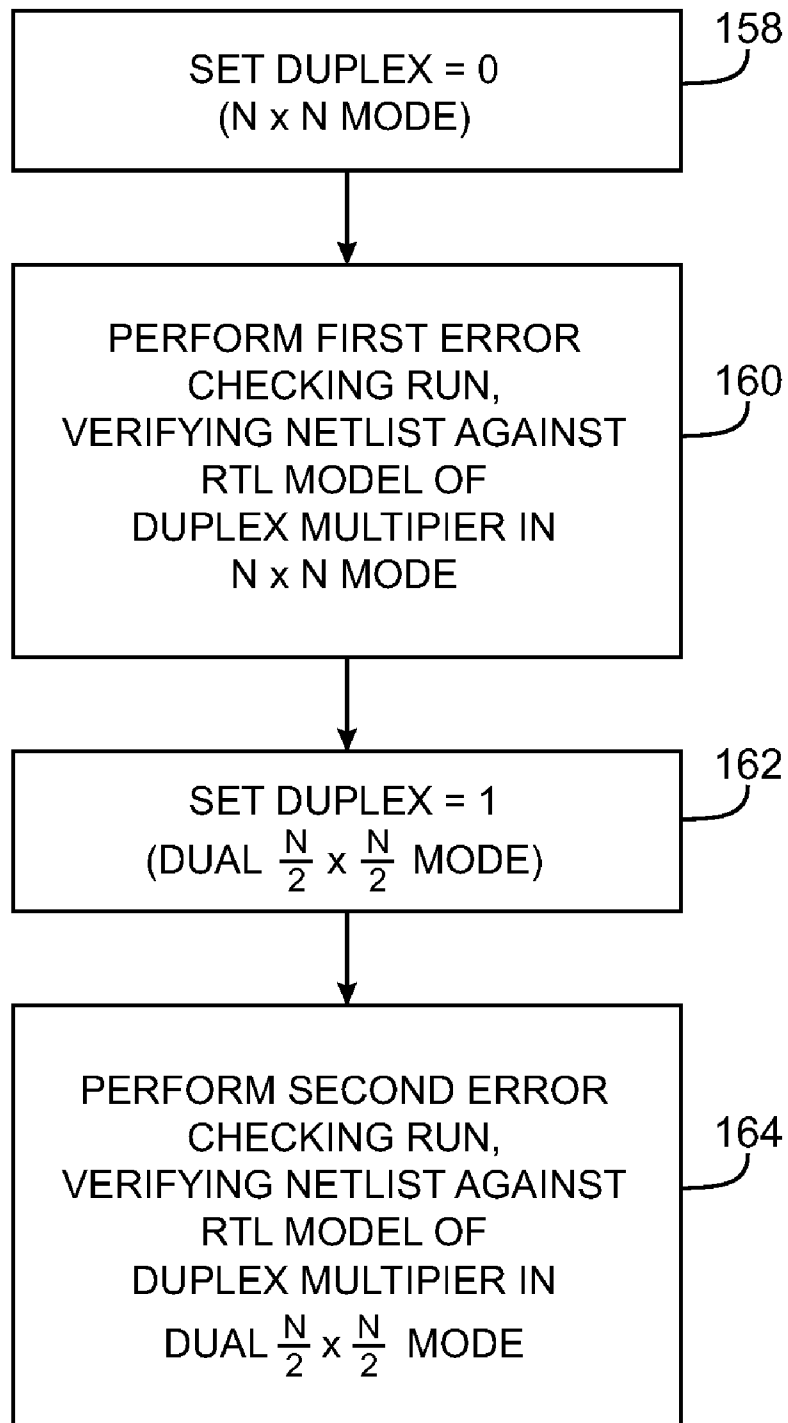 SET DUPLEX = 0
(N x N MODE)
158
PERFORM FIRST ERROR
CHECKING RUN,
VERIFYING NETLIST AGAINST
RTL MODEL OF
DUPLEX MULTIPIER IN
N x N MODE
160
SET DUPLEX = 1
(DUAL N/2 x N/2 MODE)
162
PERFORM SECOND ERROR
CHECKING RUN,
VERIFYING NETLIST AGAINST
RTL MODEL OF
DUPLEX MULTIPIER IN
DUAL N/2 x N/2 MODE
164